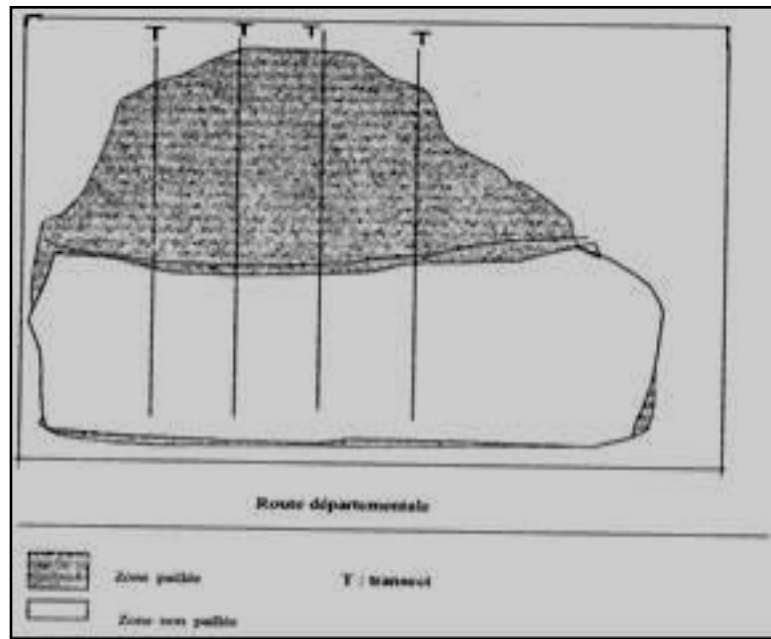 T T T T
Route départementale
Zone paillée T : transect
Zone non paillée